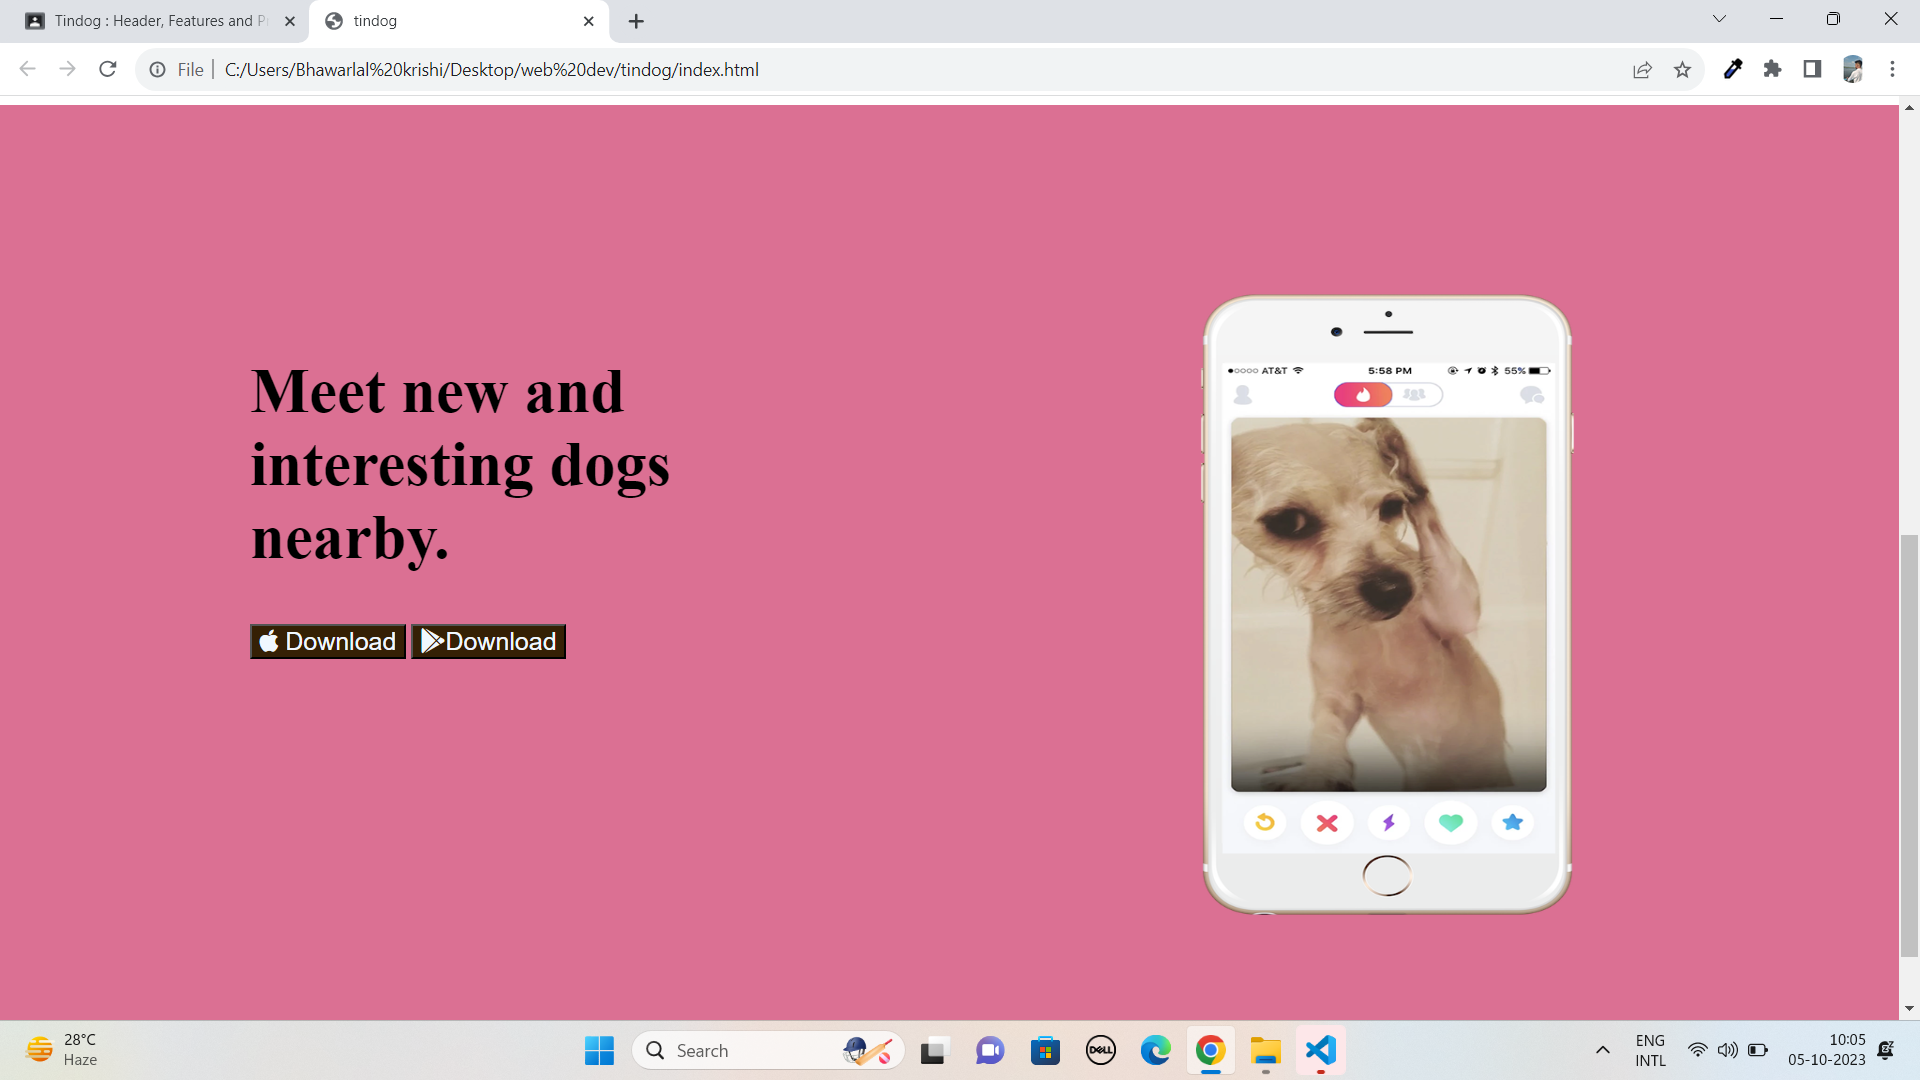 Tindog : Header, Features and P
tindog
File
C:/Users/Bhawarlal%20krishi/Desktop/web%20dev/tindog/index.html
AT&T
5:58 PM
55%
Meet new and
interesting dogs
nearby.
Download
Download
28°C
Haze
Search
DELL
ENG
INTL
10:05
05-10-2023